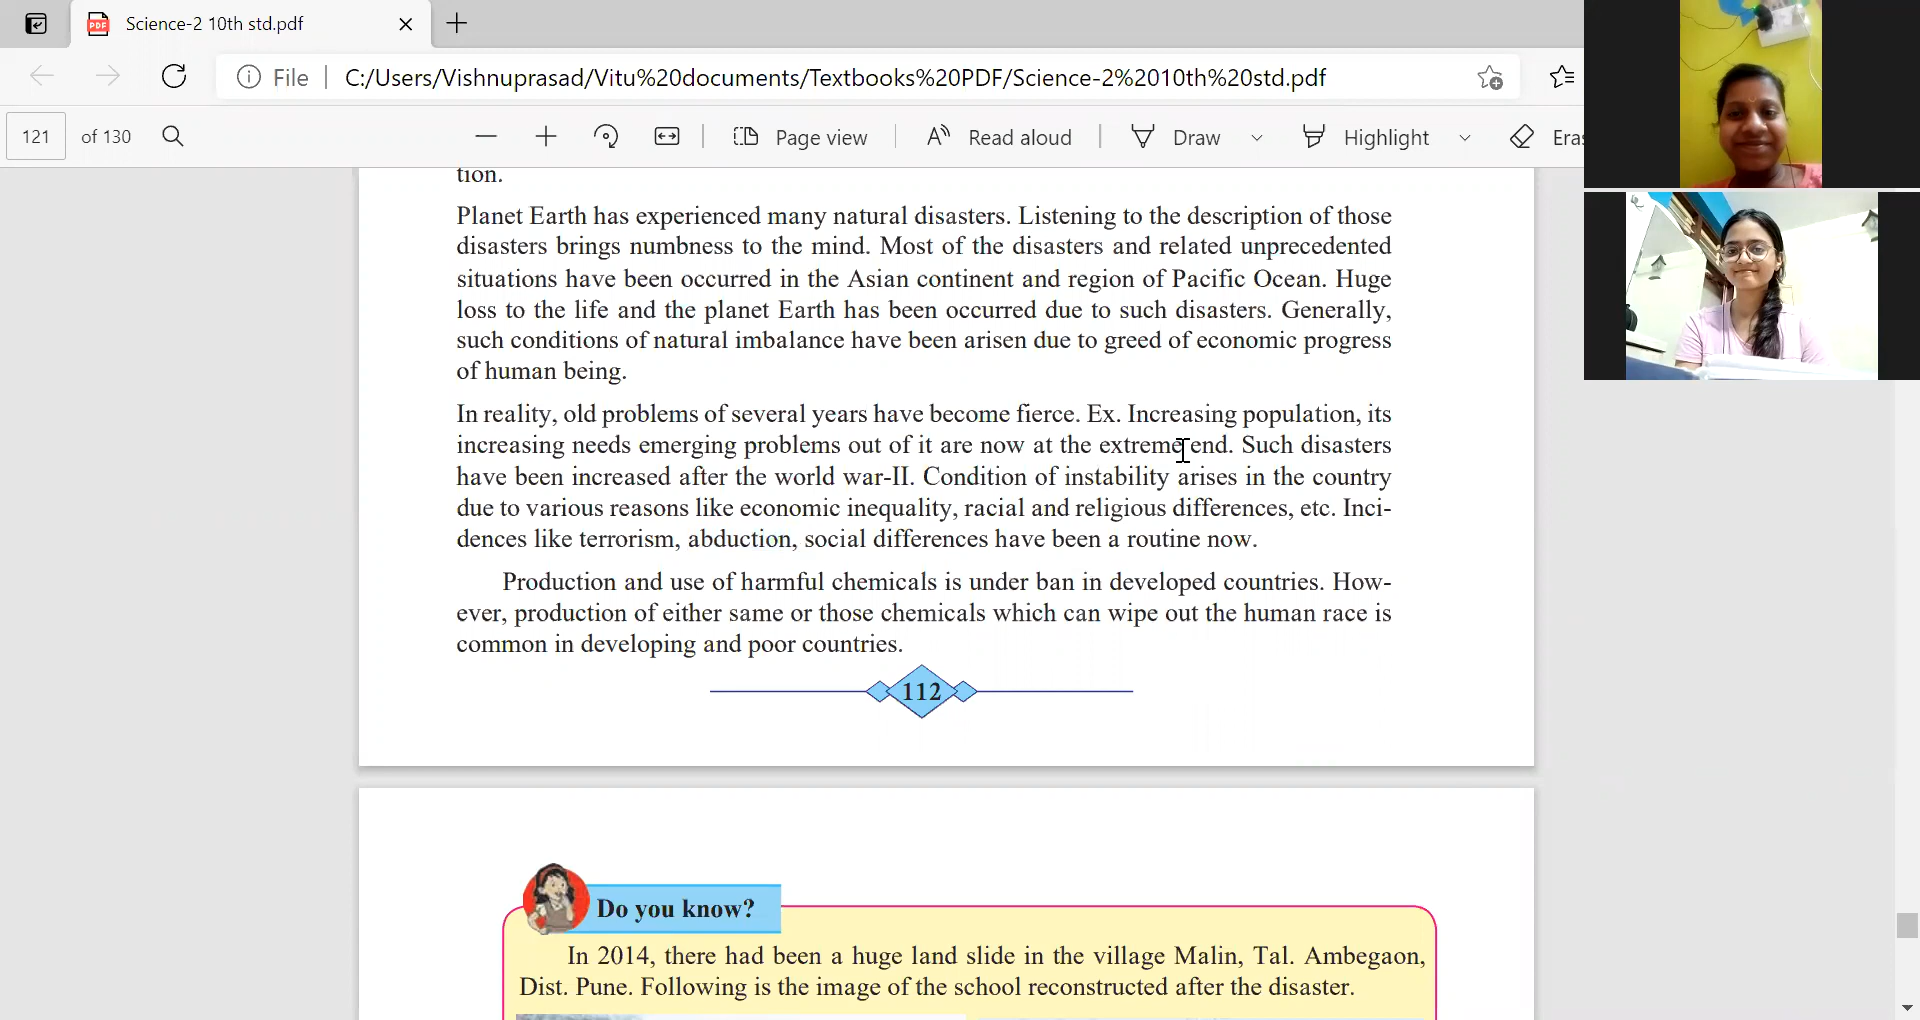 Science-2 10th std.pdf
File
C:/Users/Vishnuprasad/Vitu%20documents/Textbooks%20PDF/Science-2%2010th%20std.pdf
121 of 130
Page view
Read aloud
Draw
Highlight
Eras
tion.
Planet Earth has experienced many natural disasters. Listening to the description of those
disasters brings numbness to the mind. Most of the disasters and related unprecedented
situations have been occurred in the Asian continent and region of Pacific Ocean. Huge
loss to the life and the planet Earth has been occurred due to such disasters. Generally,
such conditions of natural imbalance have been arisen due to greed of economic progress
of human being.
In reality, old problems of several years have become fierce. Ex. Increasing population, its
increasing needs emerging problems out of it are now at the extreme end. Such disasters
have been increased after the world war-II. Condition of instability arises in the country
due to various reasons like economic inequality, racial and religious differences, etc. Inci-
dences like terrorism, abduction, social differences have been a routine now.
Production and use of harmful chemicals is under ban in developed countries. How-
ever, production of either same or those chemicals which can wipe out the human race is
common in developing and poor countries.
112
Do you know?
In 2014, there had been a huge land slide in the village Malin, Tal. Ambegaon,
Dist. Pune. Following is the image of the school reconstructed after the disaster.